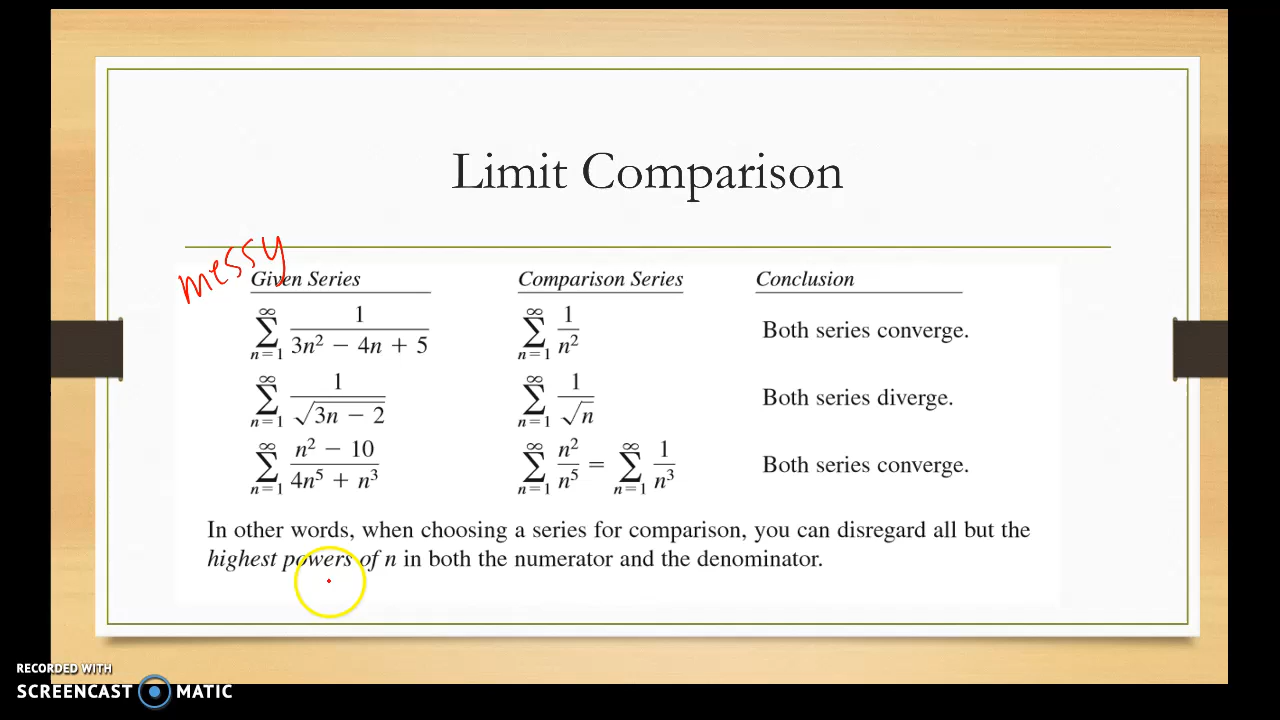 Limit Comparison
messy
Given Series Comparison Series Conclusion
∞∑n=1 1/(3n² − 4n + 5) ∞∑n=1 1/n² Both series converge.
∞∑n=1 1/√(3n − 2) ∞∑n=1 1/√n Both series diverge.
∞∑n=1 (n² − 10)/(4n⁵ + n³) ∞∑n=1 n²/n⁵ = ∞∑n=1 1/n³ Both series converge.
In other words, when choosing a series for comparison, you can disregard all but the
highest powers of n in both the numerator and the denominator.
RECORDED WITH
SCREENCAST MATIC